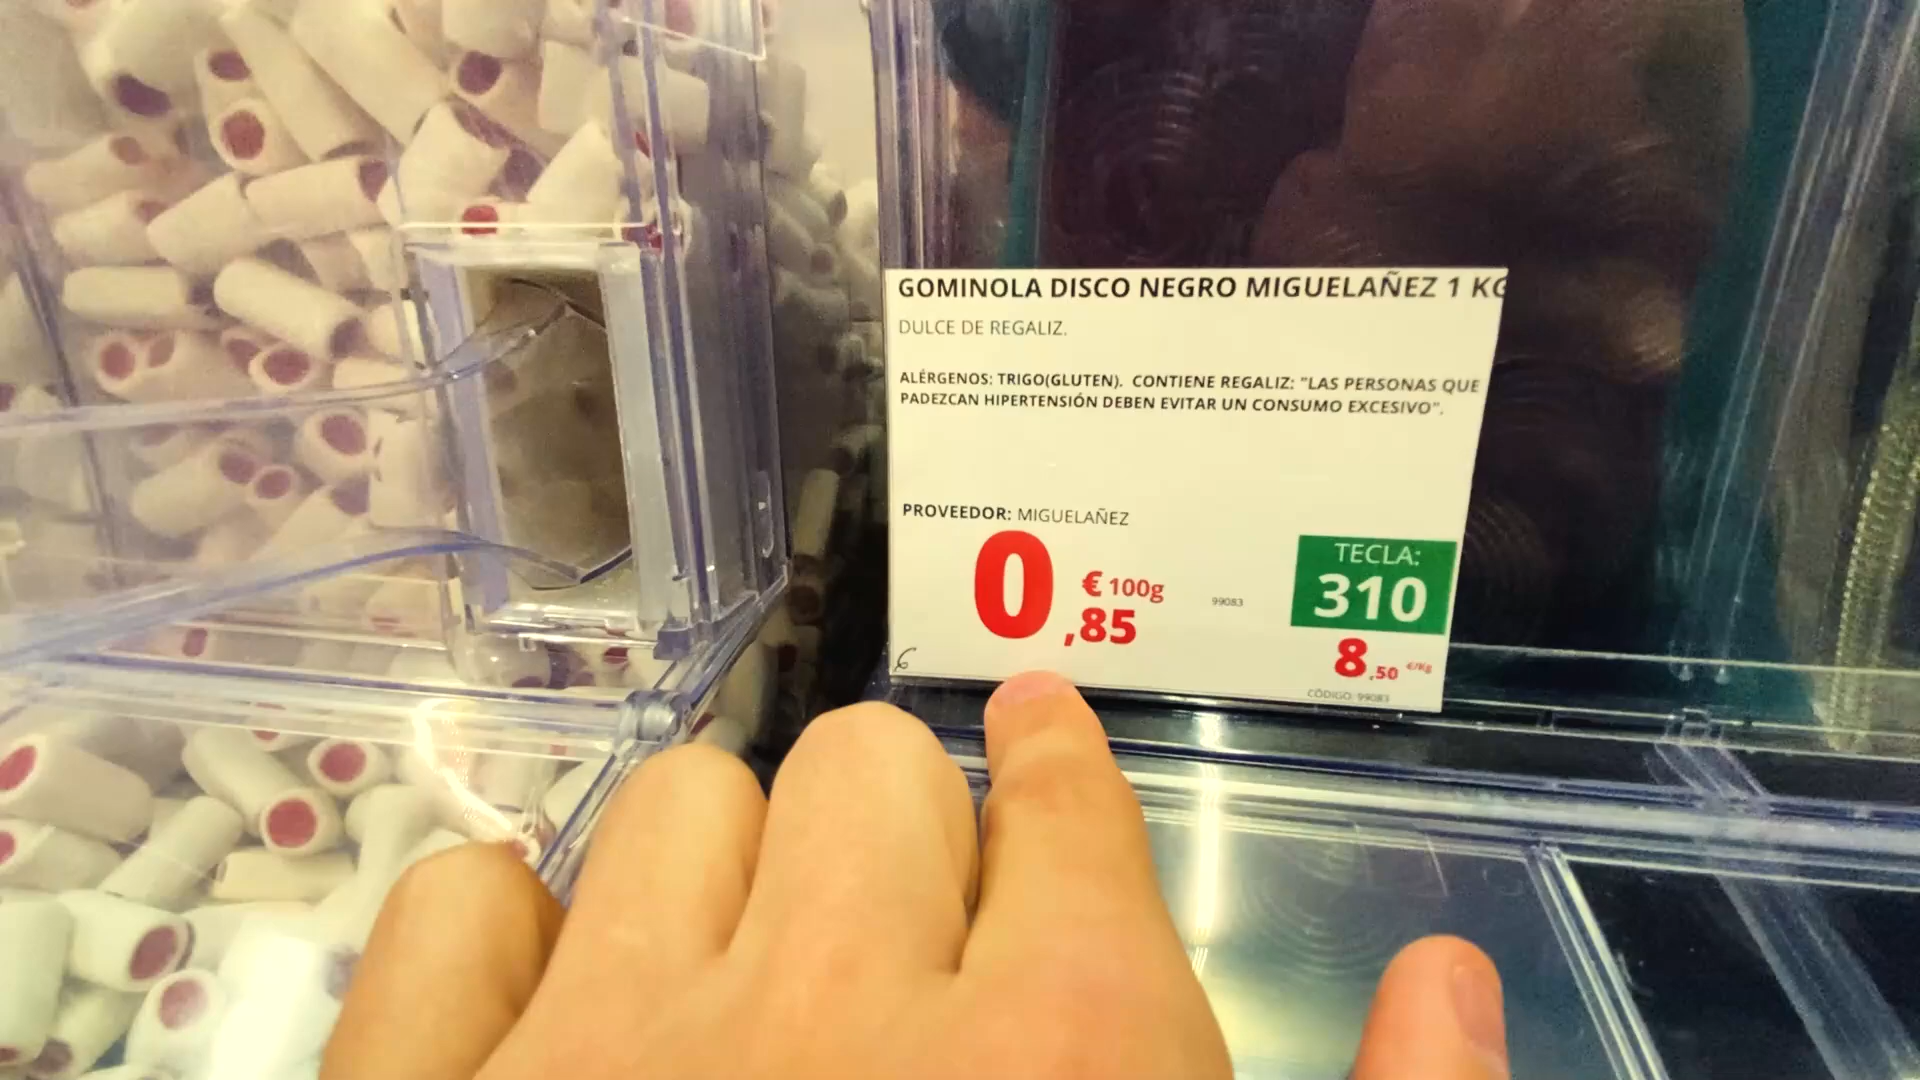 GOMINOLA DISCO NEGRO MIGUELAÑEZ 1 KG
DULCE DE REGALIZ.
ALÉRGENOS: TRIGO(GLUTEN). CONTIENE REGALIZ: "LAS PERSONAS QUE
PADEZCAN HIPERTENSIÓN DEBEN EVITAR UN CONSUMO EXCESIVO".
PROVEEDOR: MIGUELAÑEZ
0,85 € 100g
99083
TECLA:
310
8,50 €/Kg
CÓDIGO: 99083
6